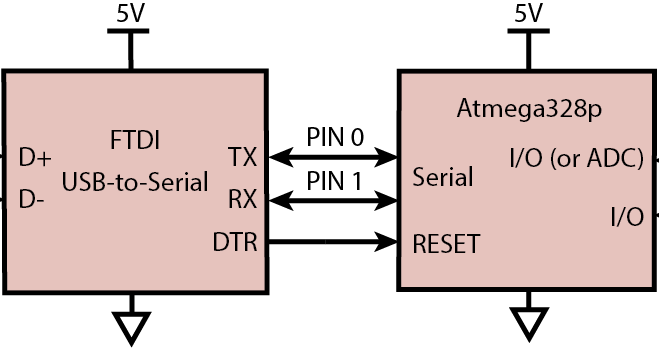 5V
FTDI
USB-to-Serial
D+
D-
TX
RX
DTR
PIN 0
PIN 1
5V
Atmega328p
Serial
RESET
I/O (or ADC)
I/O